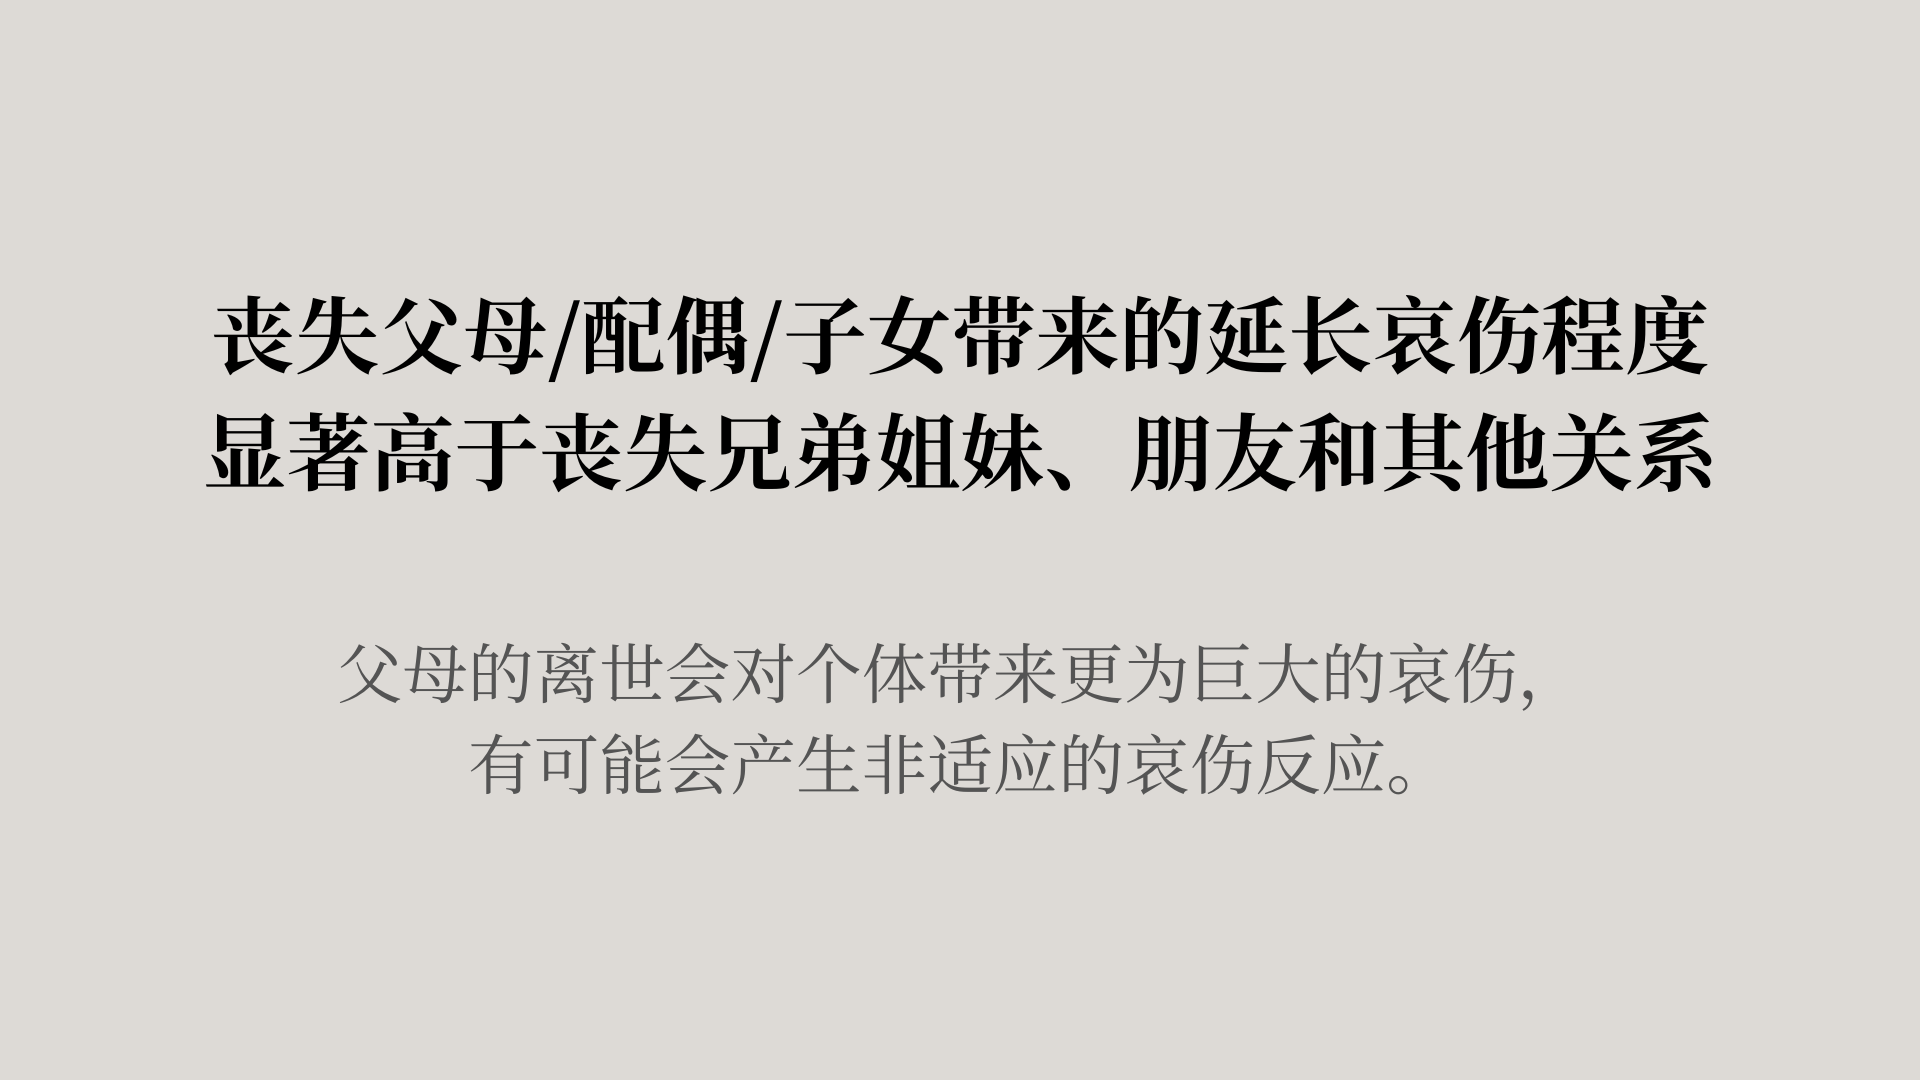 丧失父母/配偶/子女带来的延长哀伤程度
显著高于丧失兄弟姐妹、朋友和其他关系
父母的离世会对个体带来更为巨大的哀伤,
有可能会产生非适应的哀伤反应。